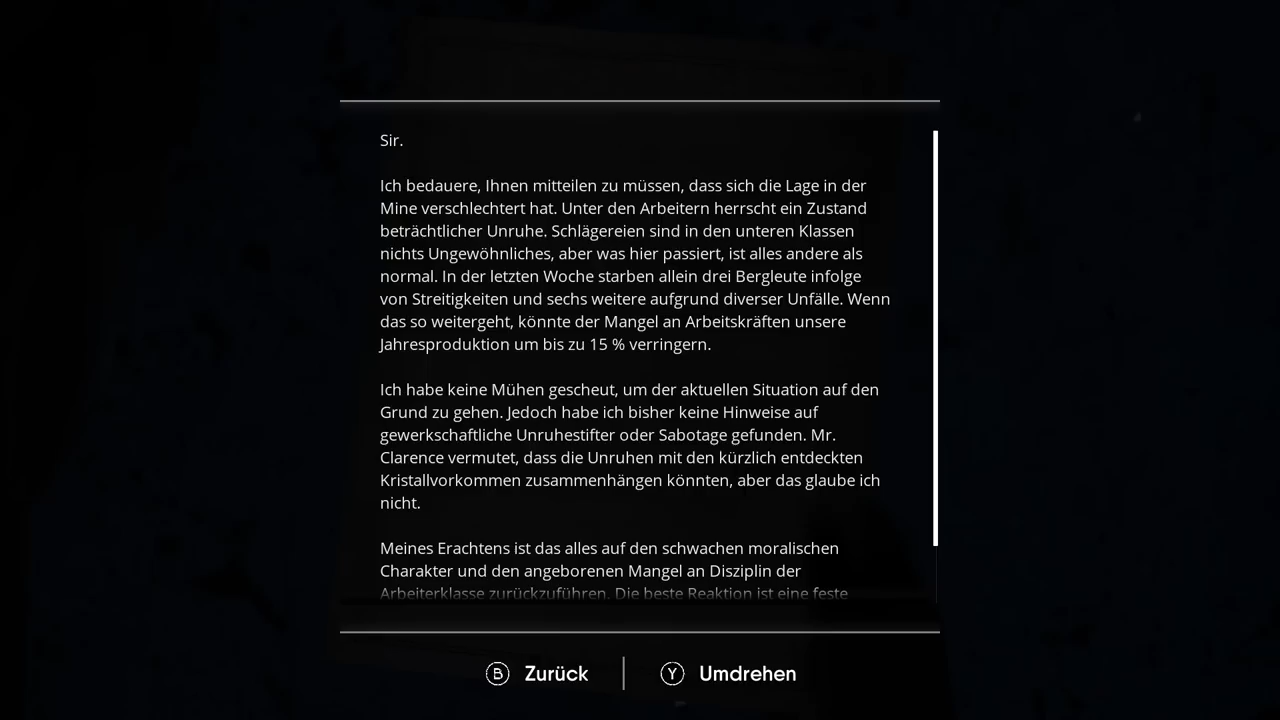 Sir.
Ich bedauere, Ihnen mitteilen zu müssen, dass sich die Lage in der
Mine verschlechtert hat. Unter den Arbeitern herrscht ein Zustand
beträchtlicher Unruhe. Schlägereien sind in den unteren Klassen
nichts Ungewöhnliches, aber was hier passiert, ist alles andere als
normal. In der letzten Woche starben allein drei Bergleute infolge
von Streitigkeiten und sechs weitere aufgrund diverser Unfälle. Wenn
das so weitergeht, könnte der Mangel an Arbeitskräften unsere
Jahresproduktion um bis zu 15 % verringern.
Ich habe keine Mühen gescheut, um der aktuellen Situation auf den
Grund zu gehen. Jedoch habe ich bisher keine Hinweise auf
gewerkschaftliche Unruhestifter oder Sabotage gefunden. Mr.
Clarence vermutet, dass die Unruhen mit den kürzlich entdeckten
Kristallvorkommen zusammenhängen könnten, aber das glaube ich
nicht.
Meines Erachtens ist das alles auf den schwachen moralischen
Charakter und den angeborenen Mangel an Disziplin der
Arbeiterklasse zurückzuführen. Die beste Reaktion ist eine feste
B Zurück
Y Umdrehen